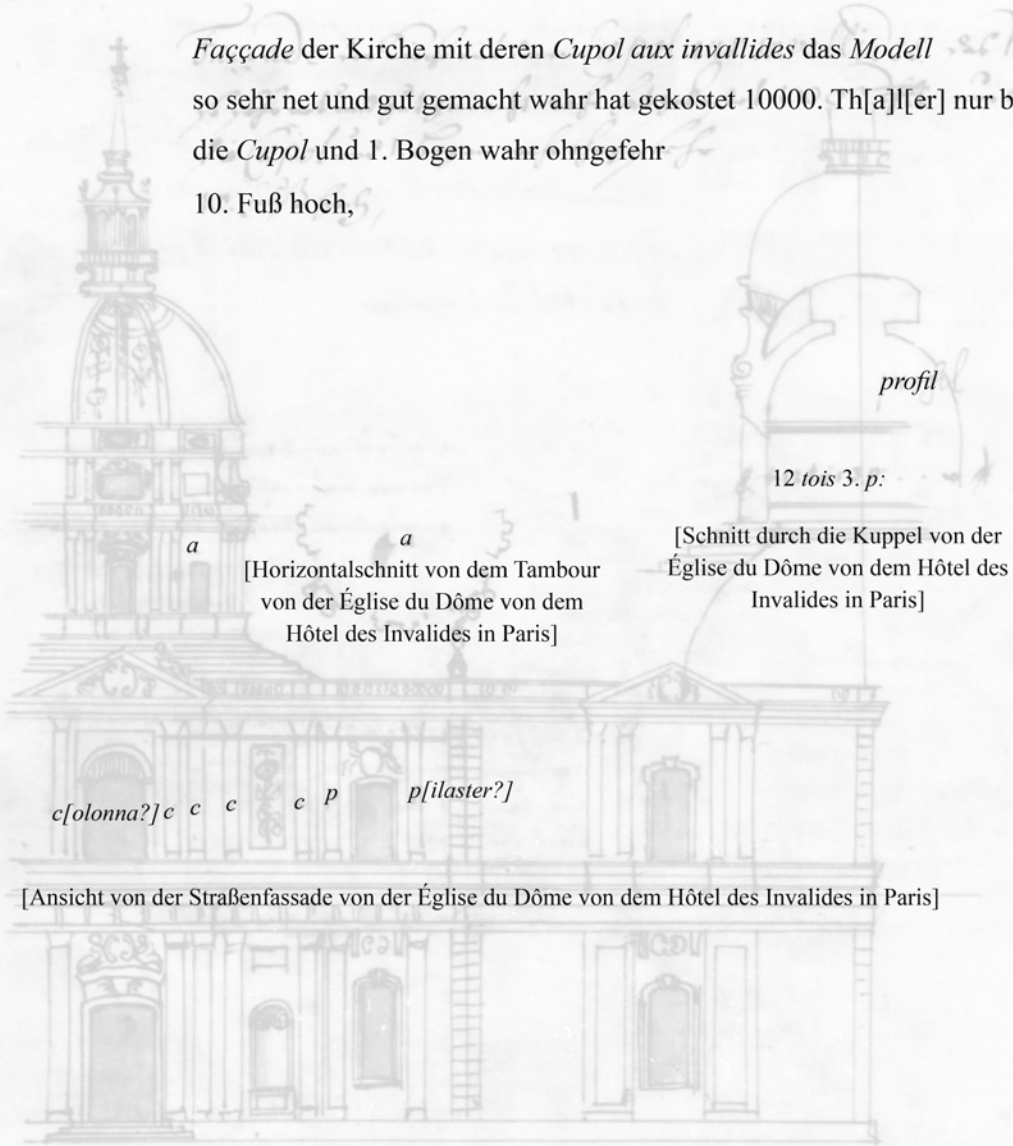 Faççade der Kirche mit deren Cupol aux invallides das Modell
so sehr net und gut gemacht wahr hat gekostet 10000. Th[a]l[er] nur b
die Cupol und 1. Bogen wahr ohngefehr
10. Fuß hoch,
profil
12 tois 3. p:
a
a
[Horizontalschnitt von dem Tambour
von der Église du Dôme von dem
Hôtel des Invalides in Paris]
[Schnitt durch die Kuppel von der
Église du Dôme von dem Hôtel des
Invalides in Paris]
c[olonna?] c c c c p p[ilaster?]
[Ansicht von der Straßenfassade von der Église du Dôme von dem Hôtel des Invalides in Paris]